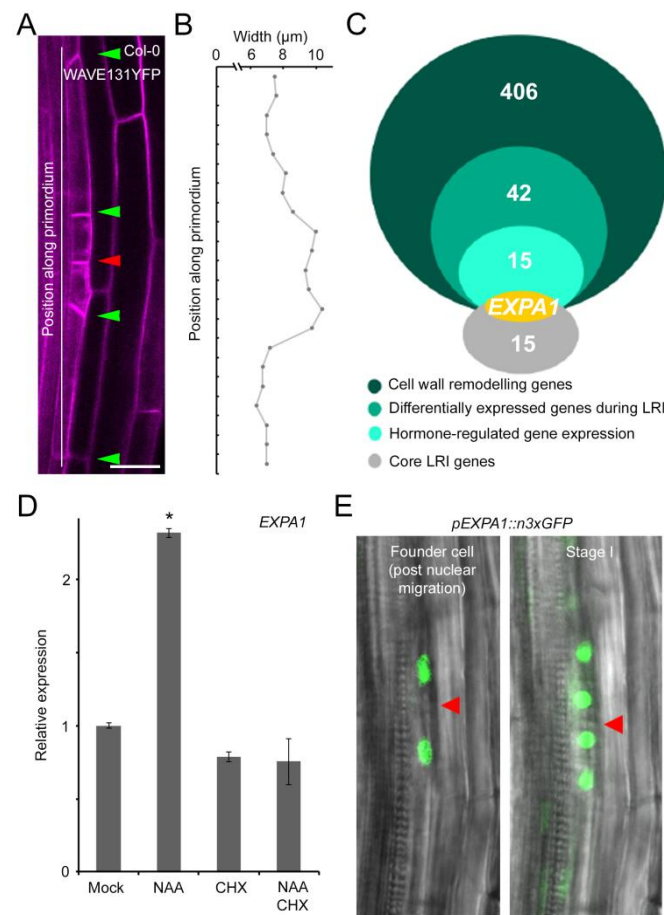 A
Col-0
WAVE131YFP
Position along primordium
B
Width (µm)
0 6 8 10
Position along primordium
C
406
42
15
EXPA1
15
Cell wall remodelling genes
Differentially expressed genes during LRI
Hormone-regulated gene expression
Core LRI genes
D
EXPA1
*
Relative expression
2
1
0
Mock NAA CHX NAA
CHX
E
pEXPA1::n3xGFP
Founder cell
(post nuclear
migration)
Stage I